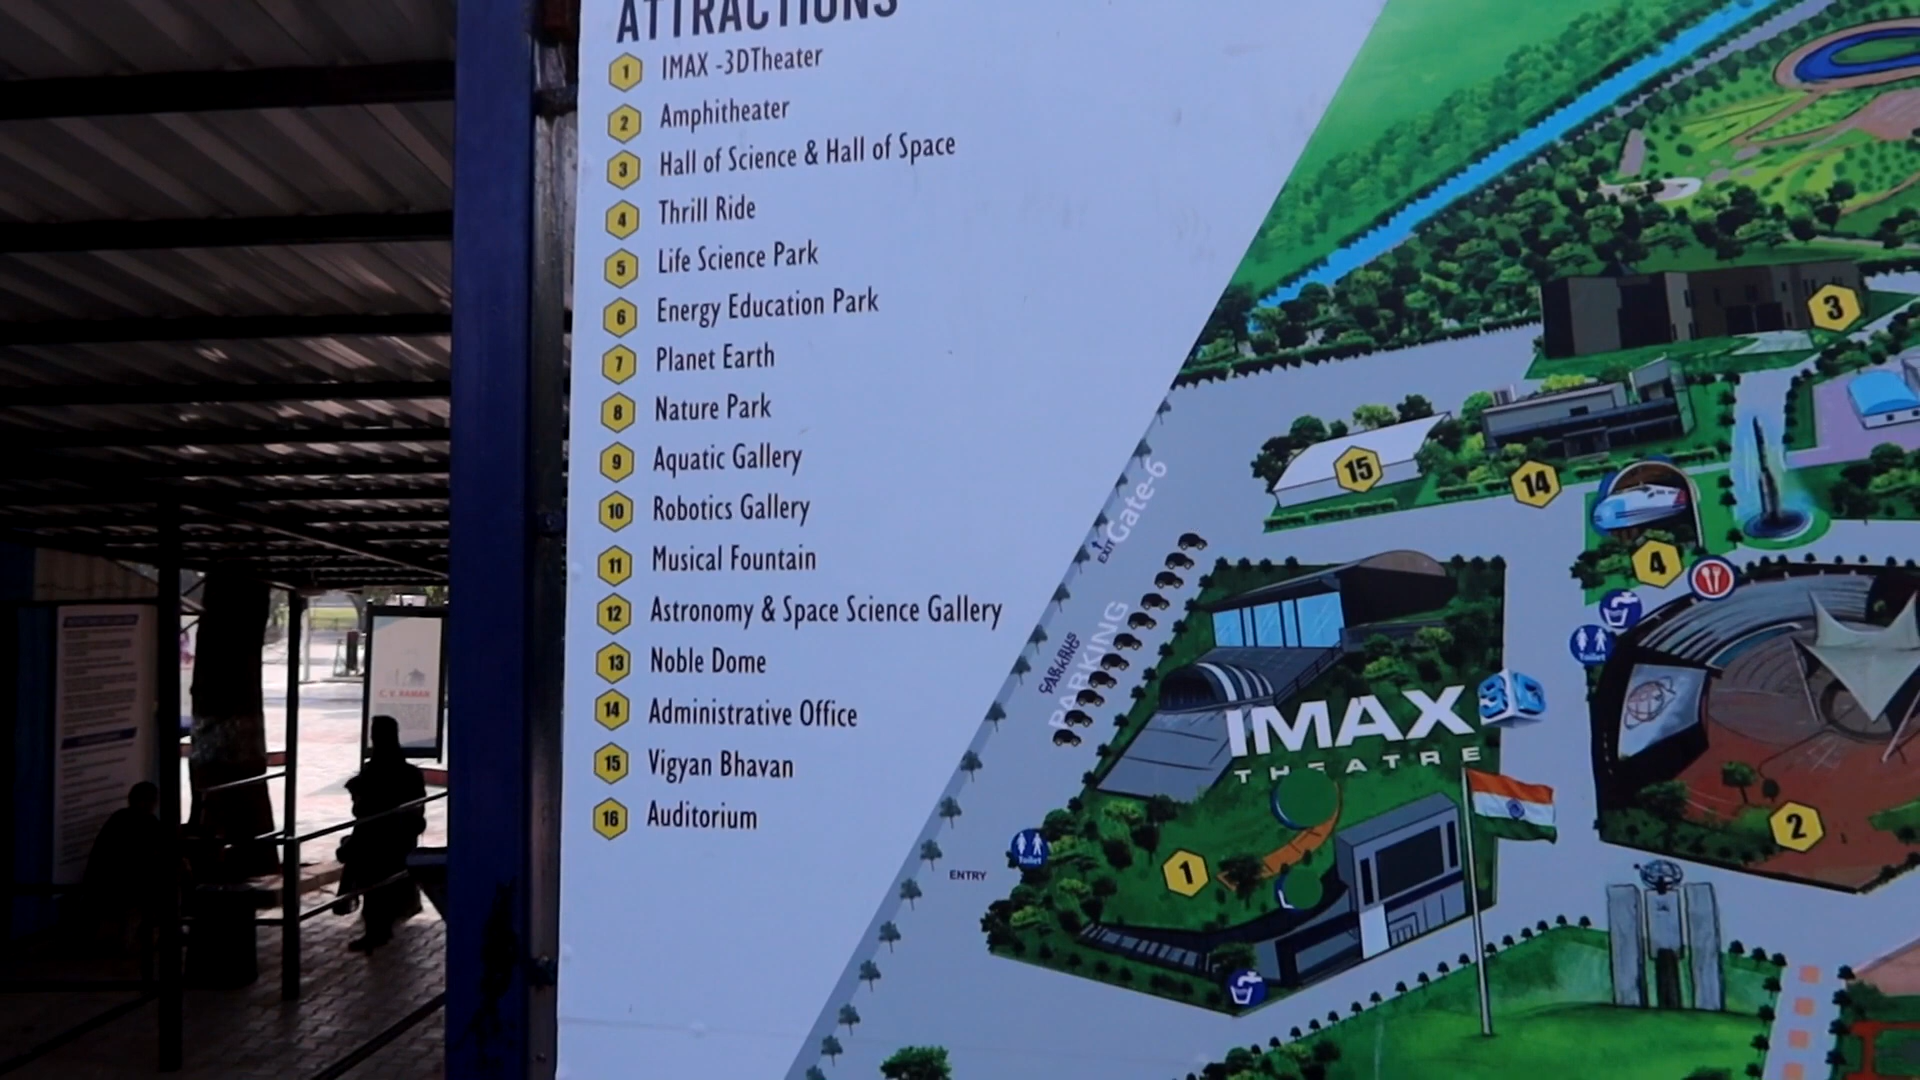 ATTRACTIONS
1 IMAX -3DTheater
2 Amphitheater
3 Hall of Science & Hall of Space
4 Thrill Ride
5 Life Science Park
6 Energy Education Park
7 Planet Earth
8 Nature Park
9 Aquatic Gallery
10 Robotics Gallery
11 Musical Fountain
12 Astronomy & Space Science Gallery
13 Noble Dome
14 Administrative Office
15 Vigyan Bhavan
16 Auditorium
3
15
14
4
EXIT Gate-6
PARKING
Toilet
IMAX 3D
THEATRE
2
1
Toilet
ENTRY
C. V. RAMAN